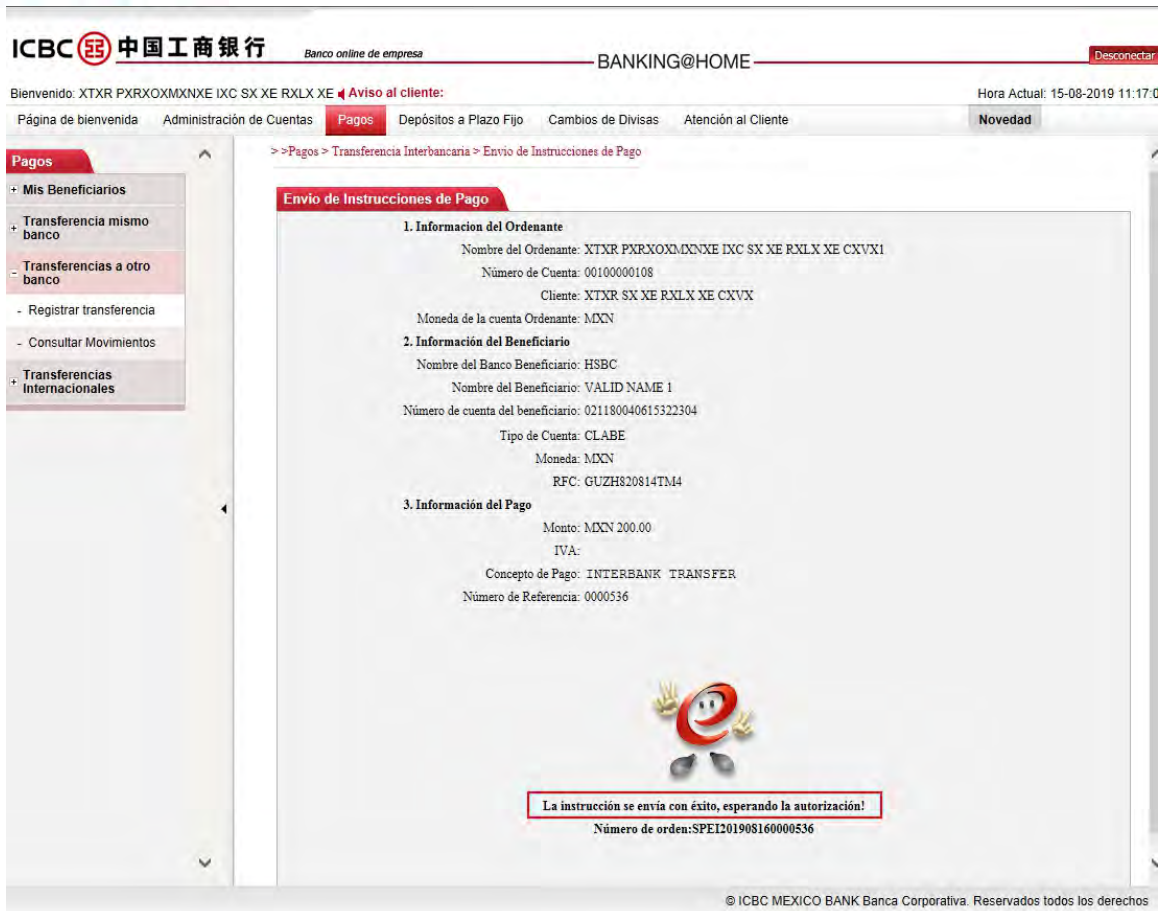 ICBC 中国工商银行 Banco online de empresa BANKING@HOME Desconectar
Bienvenido: XTXR PXRXOXMXNXE IXC SX XE RXLX XE Aviso al cliente: Hora Actual: 15-08-2019 11:17:0
Página de bienvenida Administración de Cuentas Pagos Depósitos a Plazo Fijo Cambios de Divisas Atención al Cliente Novedad
Pagos
+ Mis Beneficiarios
+ Transferencia mismo
banco
- Transferencias a otro
banco
- Registrar transferencia
- Consultar Movimientos
+ Transferencias
Internacionales
> >Pagos > Transferencia Interbancaria > Envio de Instrucciones de Pago
Envio de Instrucciones de Pago
1. Informacion del Ordenante
Nombre del Ordenante: XTXR PXRXOXMXNXE IXC SX XE RXLX XE CXVX1
Número de Cuenta: 00100000108
Cliente: XTXR SX XE RXLX XE CXVX
Moneda de la cuenta Ordenante: MXN
2. Información del Beneficiario
Nombre del Banco Beneficiario: HSBC
Nombre del Beneficiario: VALID NAME 1
Número de cuenta del beneficiario: 021180040615322304
Tipo de Cuenta: CLABE
Moneda: MXN
RFC: GUZH820814TM4
3. Información del Pago
Monto: MXN 200.00
IVA:
Concepto de Pago: INTERBANK TRANSFER
Número de Referencia: 0000536
La instrucción se envía con éxito, esperando la autorización!
Número de orden:SPEI201908160000536
© ICBC MEXICO BANK Banca Corporativa. Reservados todos los derechos